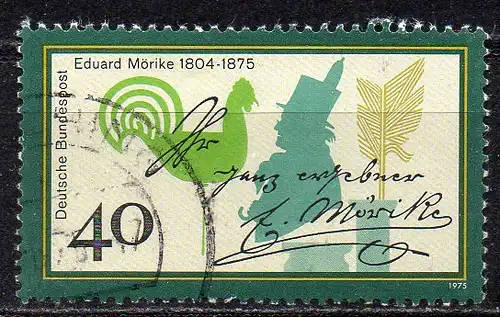 Eduard Mörike 1804-1875
Deutsche Bundespost
Ihr
ganz ergebner
E. Mörike
40
1975